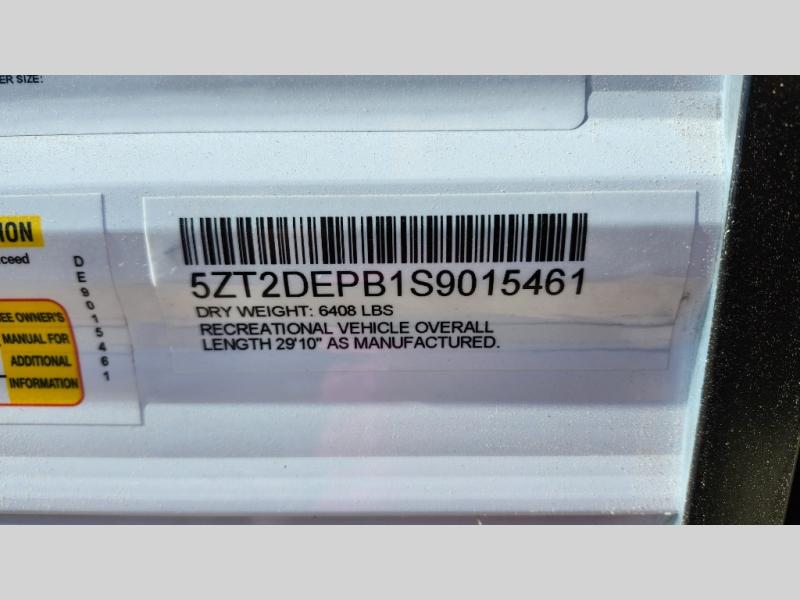 ER SIZE:
ION
xceed
EE OWNER'S
MANUAL FOR
ADDITIONAL
INFORMATION
DE9015461
5ZT2DEPB1S9015461
DRY WEIGHT: 6408 LBS
RECREATIONAL VEHICLE OVERALL
LENGTH 29'10" AS MANUFACTURED.